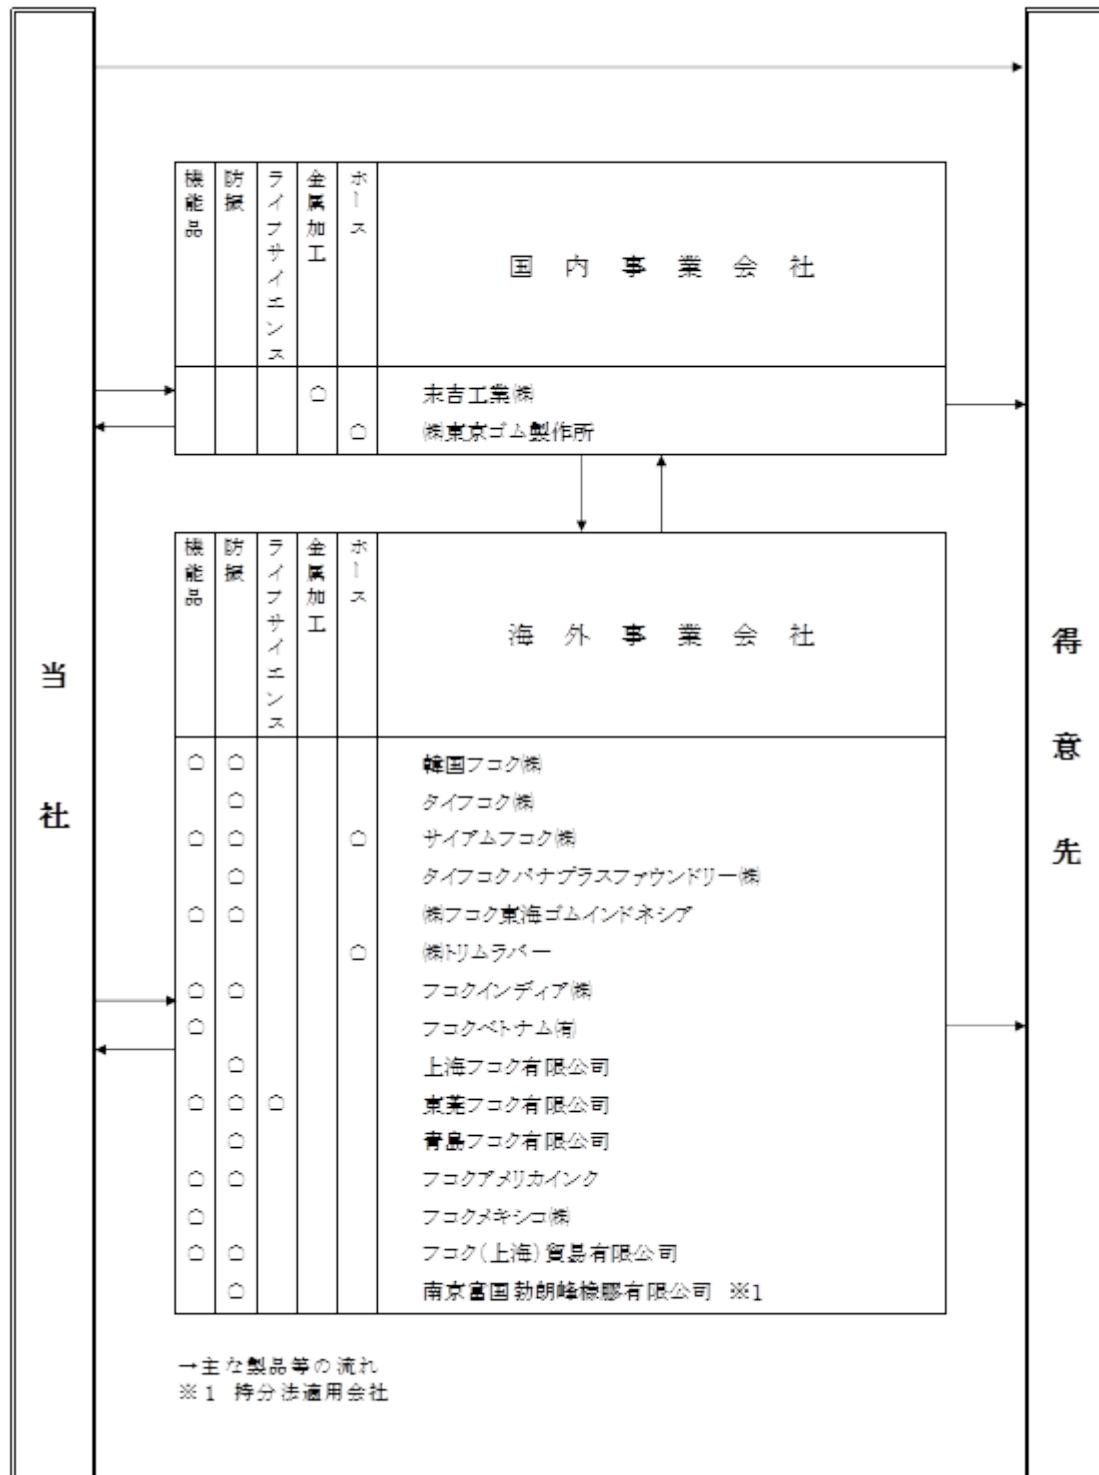 機能品
防振
ライフサイエンス
金属加工
ホース
国内事業会社
○ 末吉工業㈱
○ ㈱東京ゴム製作所
機能品
防振
ライフサイエンス
金属加工
ホース
海外事業会社
○ ○ 韓国フコク㈱
○ タイフコク㈱
○ ○ ○ サイアムフコク㈱
○ タイフコクパナプラスファウンドリー㈱
○ ○ ㈱フコク東海ゴムインドネシア
○ ㈱トリムラバー
○ ○ フコクインディア㈱
○ フコクベトナム㈲
○ 上海フコク有限公司
○ ○ ○ 東莞フコク有限公司
○ 青島フコク有限公司
○ ○ フコクアメリカインク
○ フコクメキシコ㈱
○ ○ フコク(上海)貿易有限公司
○ 南京富国勃朗峰橡膠有限公司 ※1
当社
得意先
→主な製品等の流れ
※1 持分法適用会社